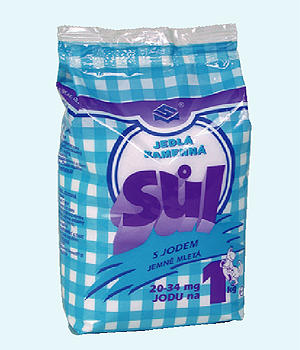 JEDLÁ
KAMENNÁ
SŮL
S JODEM
JEMNĚ MLETÁ
20-34 mg
JODU na
1 kg